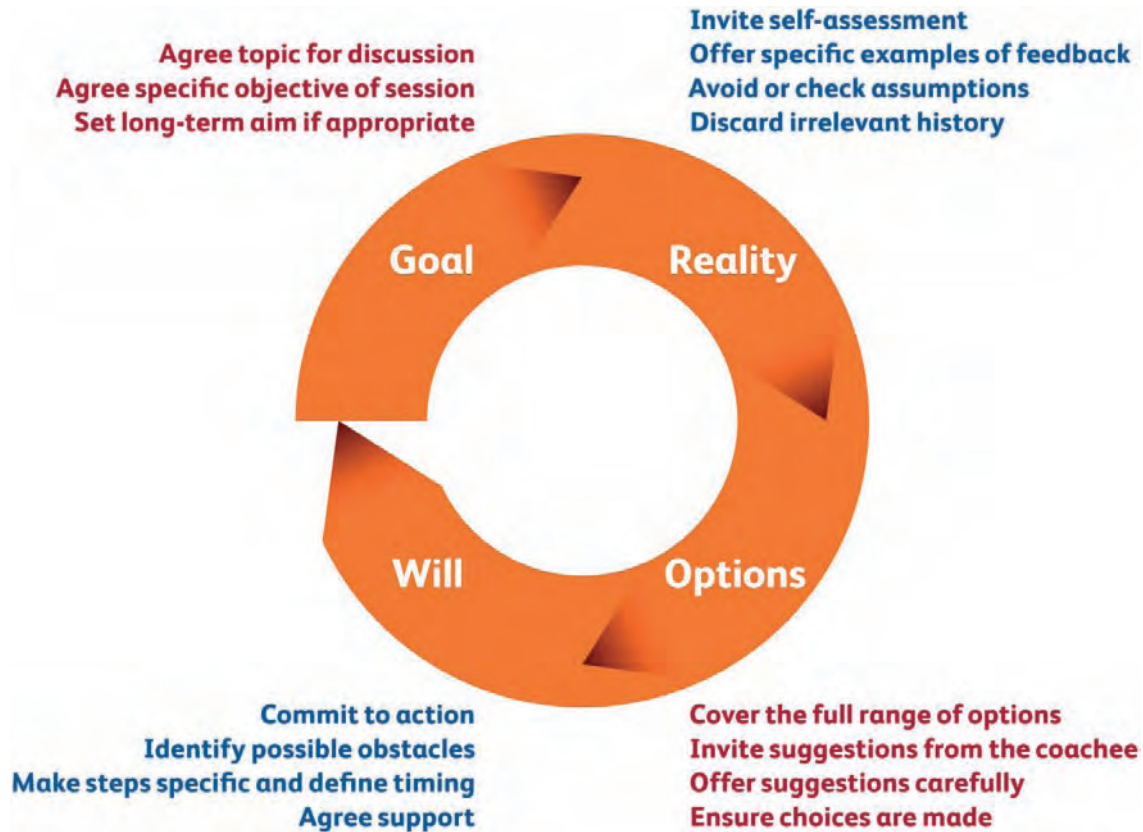 Agree topic for discussion
Agree specific objective of session
Set long-term aim if appropriate
Invite self-assessment
Offer specific examples of feedback
Avoid or check assumptions
Discard irrelevant history
Goal
Reality
Will
Options
Commit to action
Identify possible obstacles
Make steps specific and define timing
Agree support
Cover the full range of options
Invite suggestions from the coachee
Offer suggestions carefully
Ensure choices are made